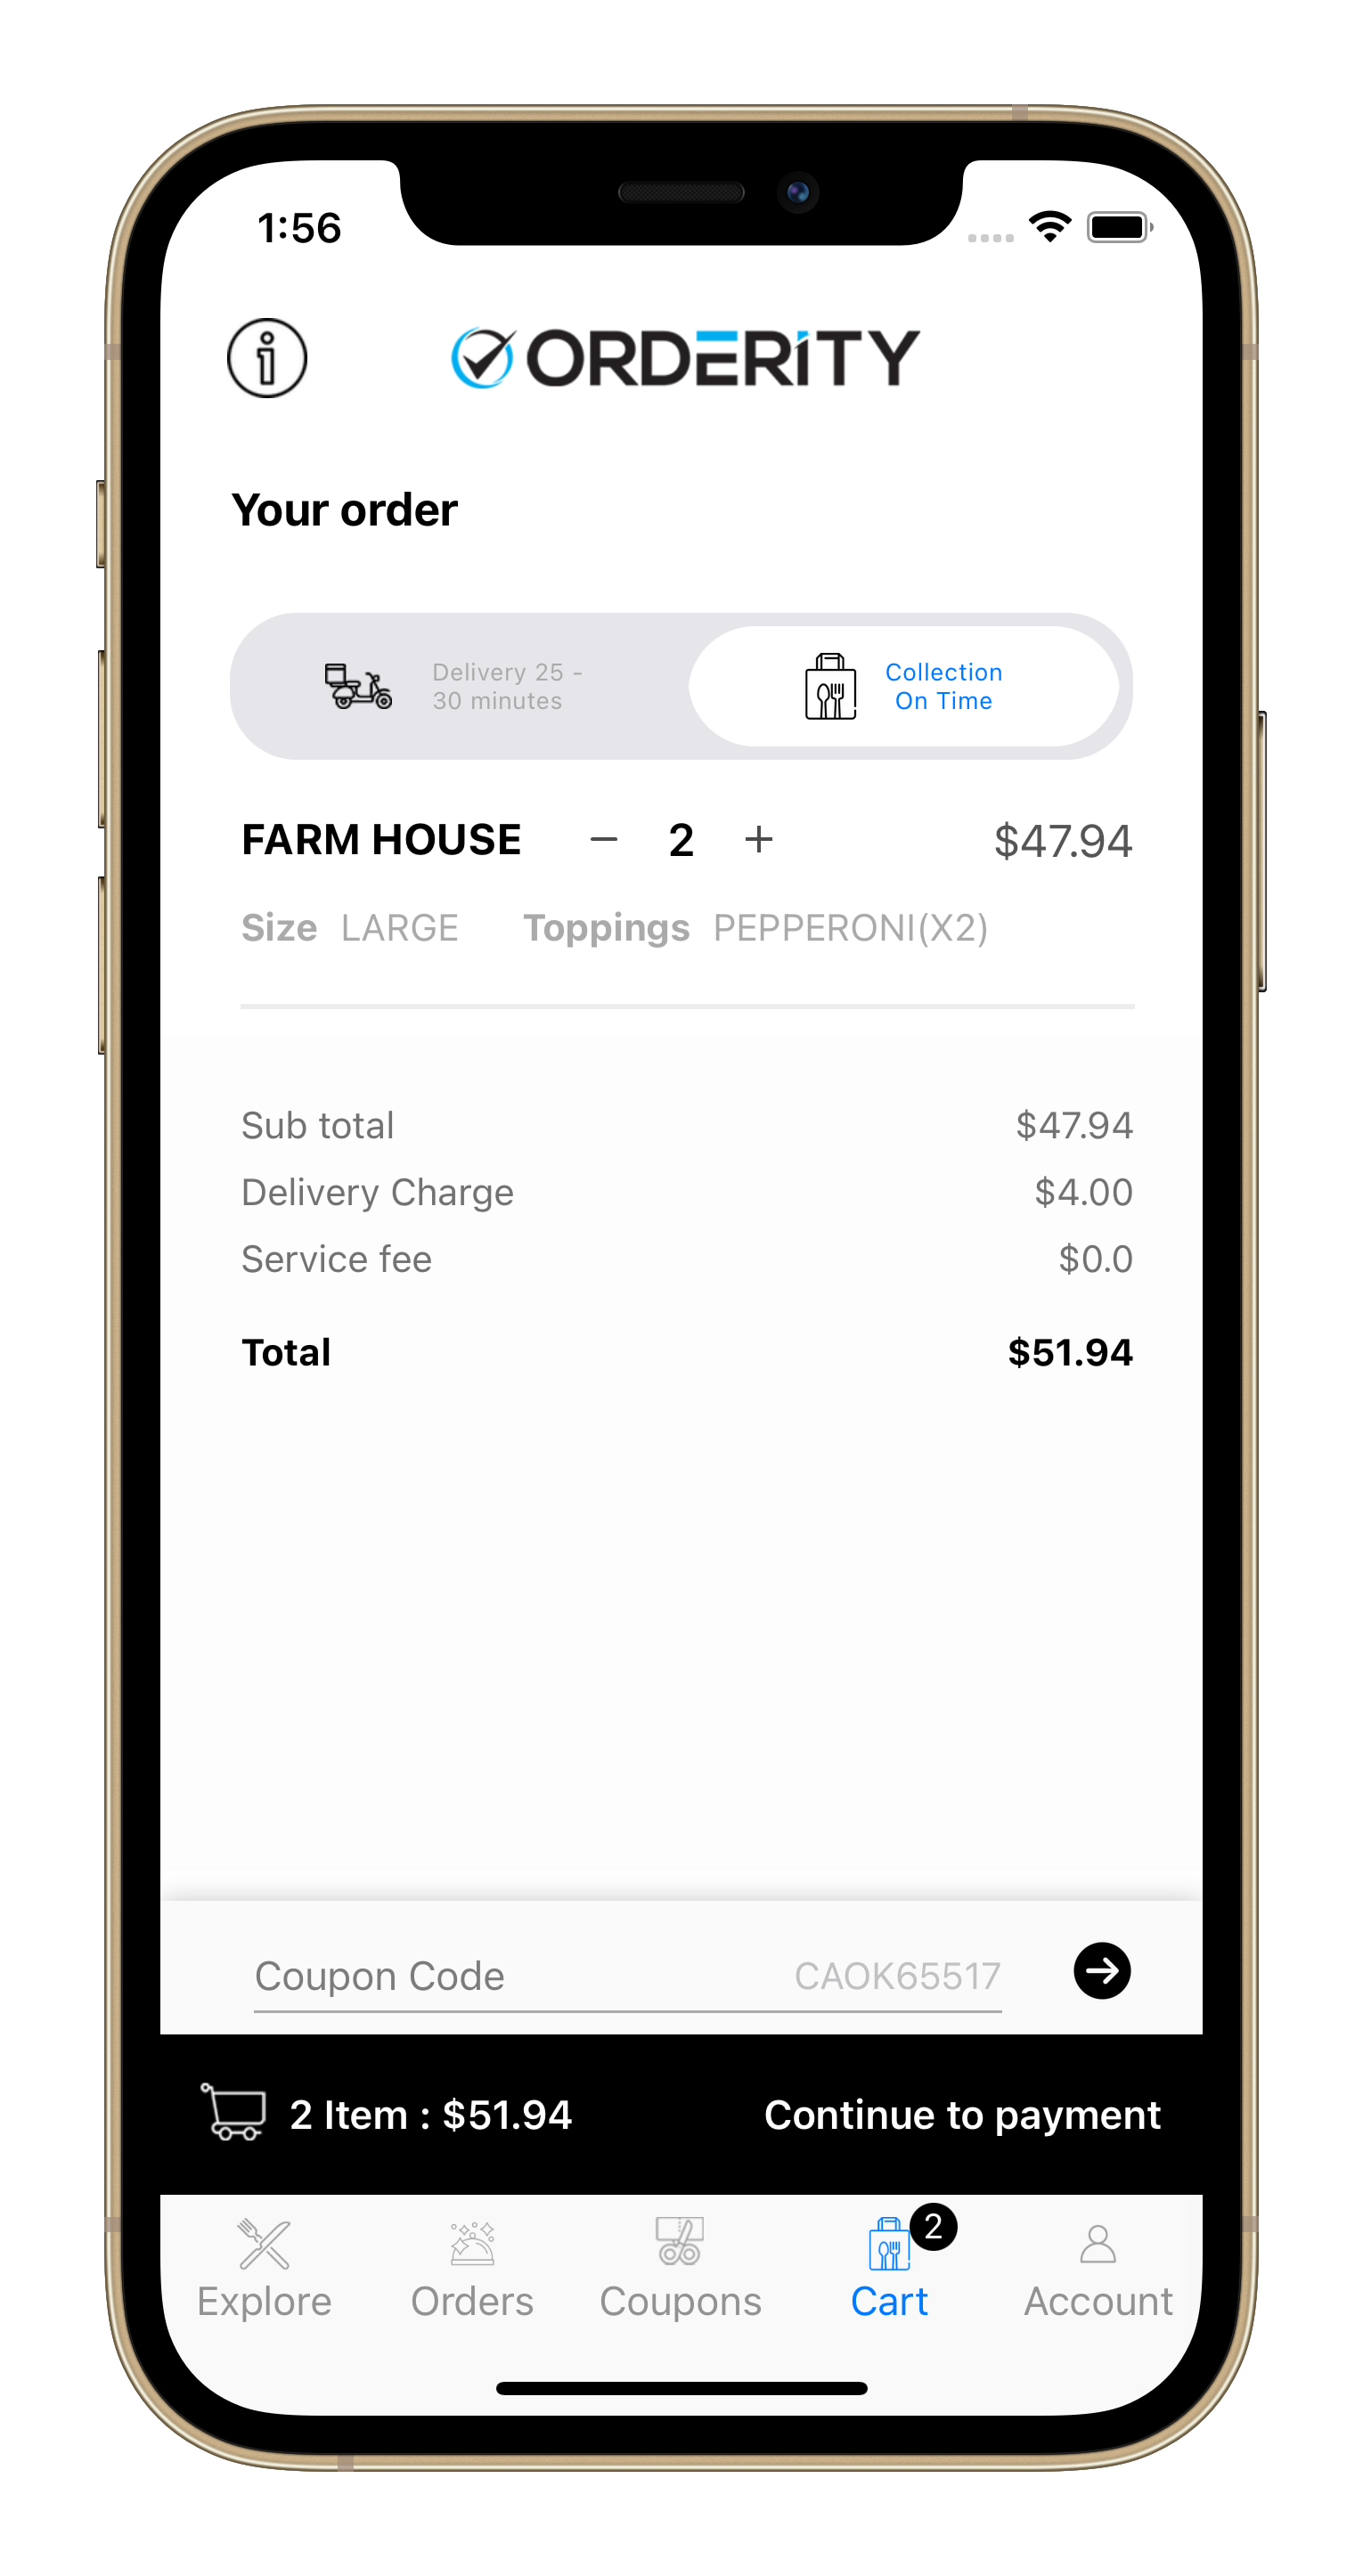 1:56
ORDERITY
Your order
Delivery 25 -
30 minutes
Collection
On Time
FARM HOUSE − 2 + $47.94
Size LARGE Toppings PEPPERONI(X2)
Sub total $47.94
Delivery Charge $4.00
Service fee $0.0
Total $51.94
Coupon Code CAOK65517
2 Item : $51.94 Continue to payment
2
Explore Orders Coupons Cart Account